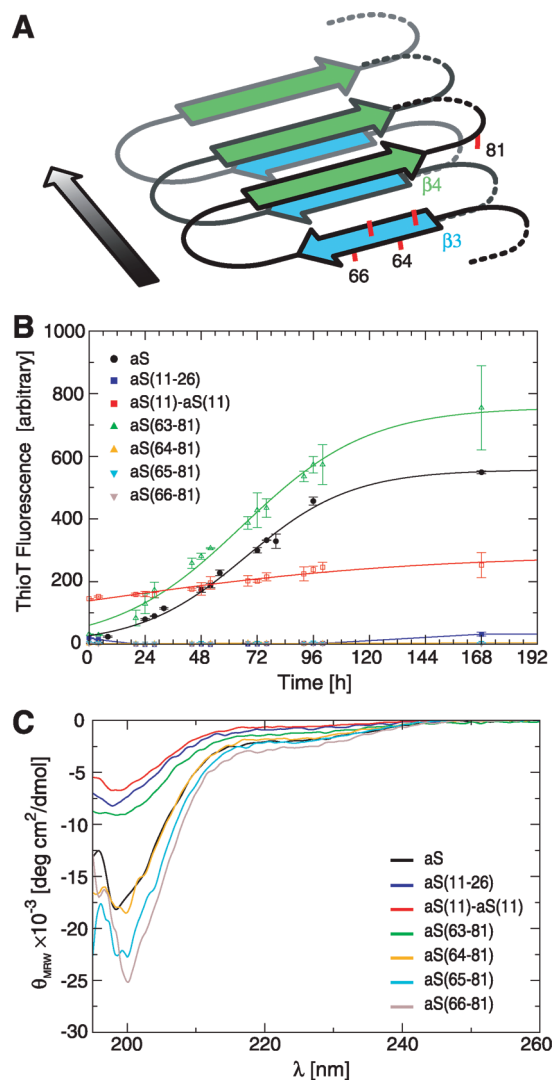 A
81
β4
β3
64
66
B
1000
800
600
400
200
0
ThioT Fluorescence [arbitrary]
aS
aS(11-26)
aS(11)-aS(11)
aS(63-81)
aS(64-81)
aS(65-81)
aS(66-81)
0 24 48 72 96 120 144 168 192
Time [h]
C
0
-5
-10
-15
-20
-25
-30
θMRW ×10-3 [deg cm2/dmol]
aS
aS(11-26)
aS(11)-aS(11)
aS(63-81)
aS(64-81)
aS(65-81)
aS(66-81)
200 220 240 260
λ [nm]